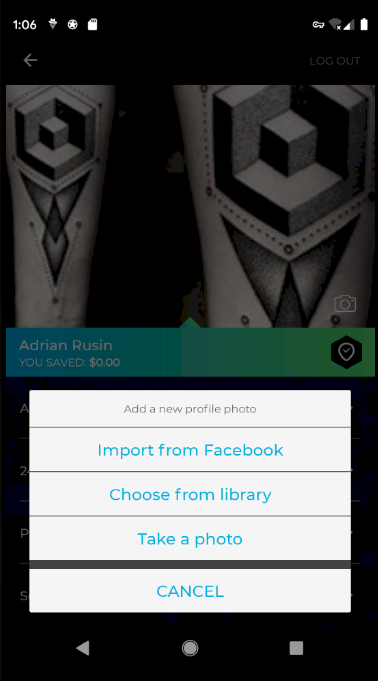 1:06
LOG OUT
Adrian Rusin
YOU SAVED: $0.00
Add a new profile photo
Import from Facebook
Choose from library
Take a photo
CANCEL